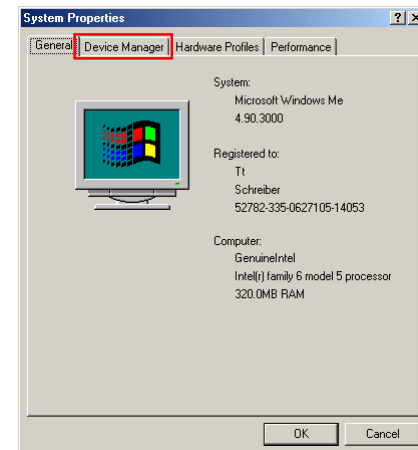 System Properties
General Device Manager Hardware Profiles Performance
System:
Microsoft Windows Me
4.90.3000
Registered to:
Tt
Schreiber
52782-335-0627105-14053
Computer:
GenuineIntel
Intel(r) family 6 model 5 processor
320.0MB RAM
OK Cancel